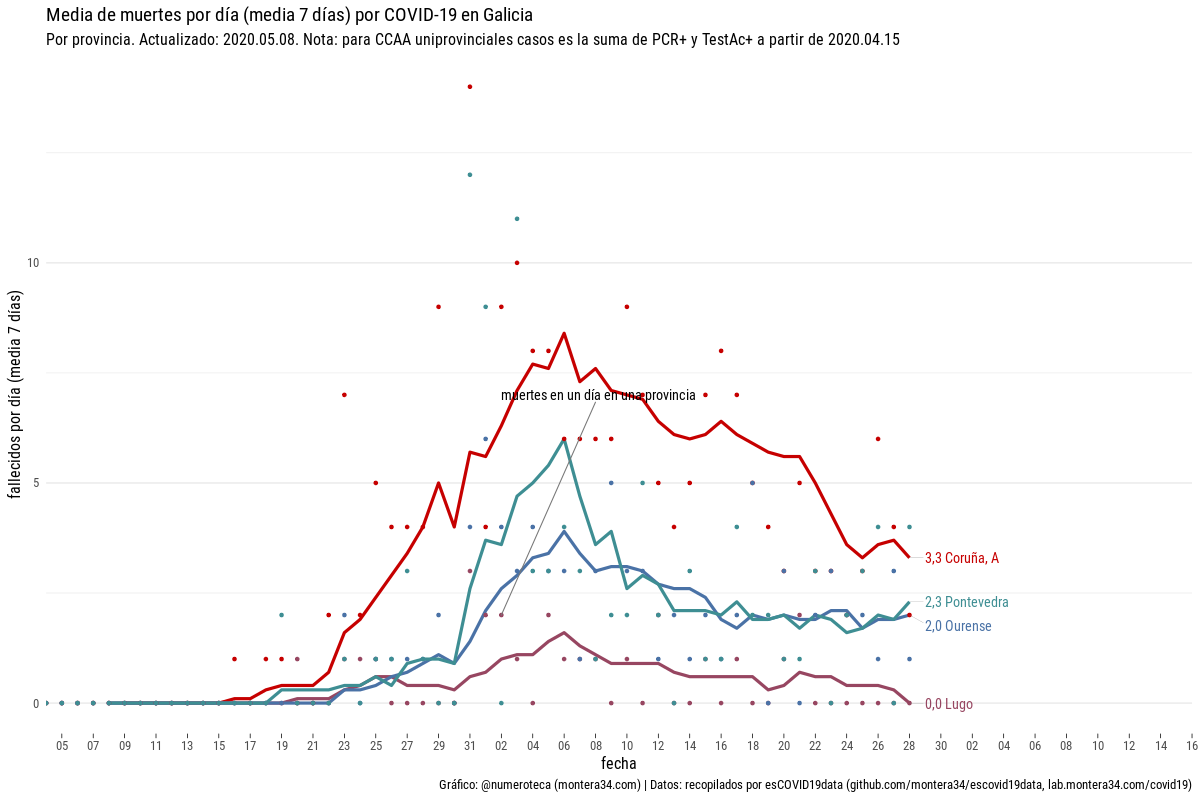 Media de muertes por día (media 7 días) por COVID-19 en Galicia
Por provincia. Actualizado: 2020.05.08. Nota: para CCAA uniprovinciales casos es la suma de PCR+ y TestAc+ a partir de 2020.04.15
fallecidos por día (media 7 días)
10
5
0
muertes en un día en una provincia
3,3 Coruña, A
2,3 Pontevedra
2,0 Ourense
0,0 Lugo
05 07 09 11 13 15 17 19 21 23 25 27 29 31 02 04 06 08 10 12 14 16 18 20 22 24 26 28 30 02 04 06 08 10 12 14 16
fecha
Gráfico: @numeroteca (montera34.com) | Datos: recopilados por esCOVID19data (github.com/montera34/escovid19data, lab.montera34.com/covid19)